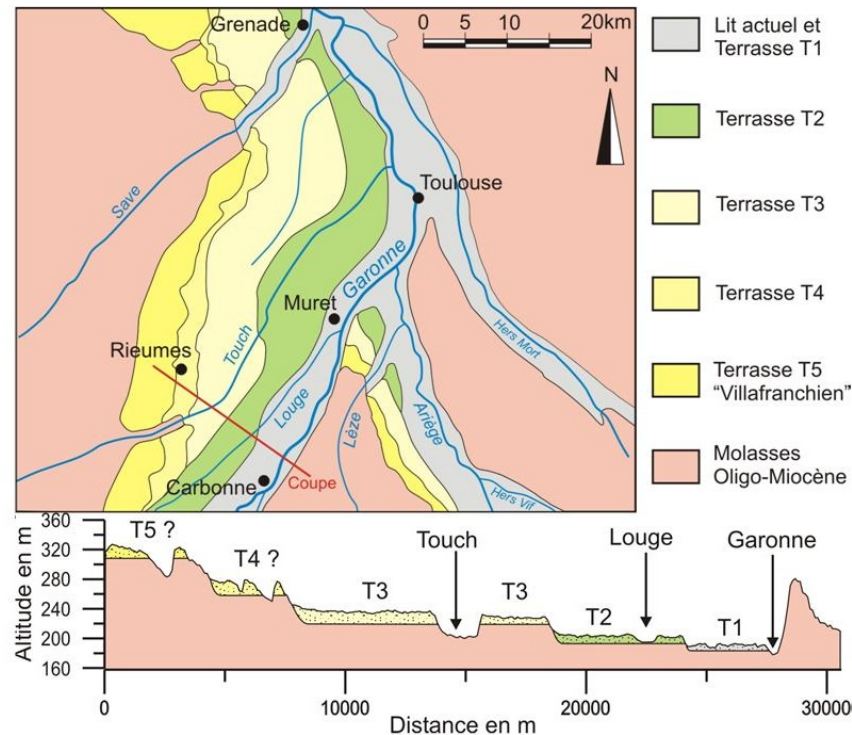 Grenade
0 5 10 15 20km
N
Save
Toulouse
Garonne
Muret
Touch
Hers Mort
Rieumes
Louge
Lèze
Ariège
Carbonne
Coupe
Hers Vif
Lit actuel et
Terrasse T1
Terrasse T2
Terrasse T3
Terrasse T4
Terrasse T5
“Villafranchien”
Molasses
Oligo-Miocène
Altitude en m
360
320
280
240
200
160
T5 ?
T4 ?
T3
Touch
T3
T2
Louge
T1
Garonne
0 10000 20000 30000
Distance en m